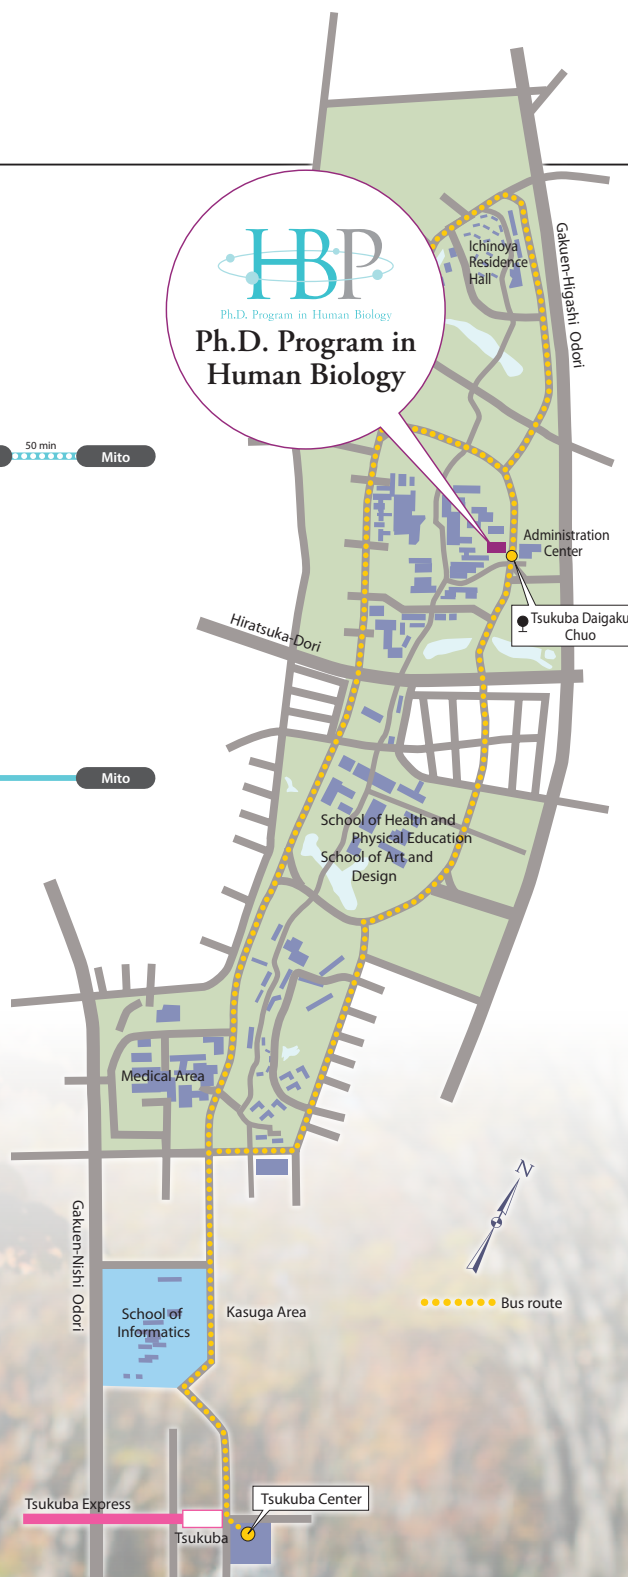 Ichinoya
Residence
Hall
Gakuen-Higashi Odori
HBP
Ph.D. Program in Human Biology
Ph.D. Program in
Human Biology
50 min
Mito
Administration
Center
Tsukuba Daigaku
Chuo
Hiratsuka-Dori
Mito
School of Health and
Physical Education
School of Art and
Design
Medical Area
N
Gakuen-Nishi Odori
Bus route
School of
Informatics
Kasuga Area
Tsukuba Express
Tsukuba Center
Tsukuba